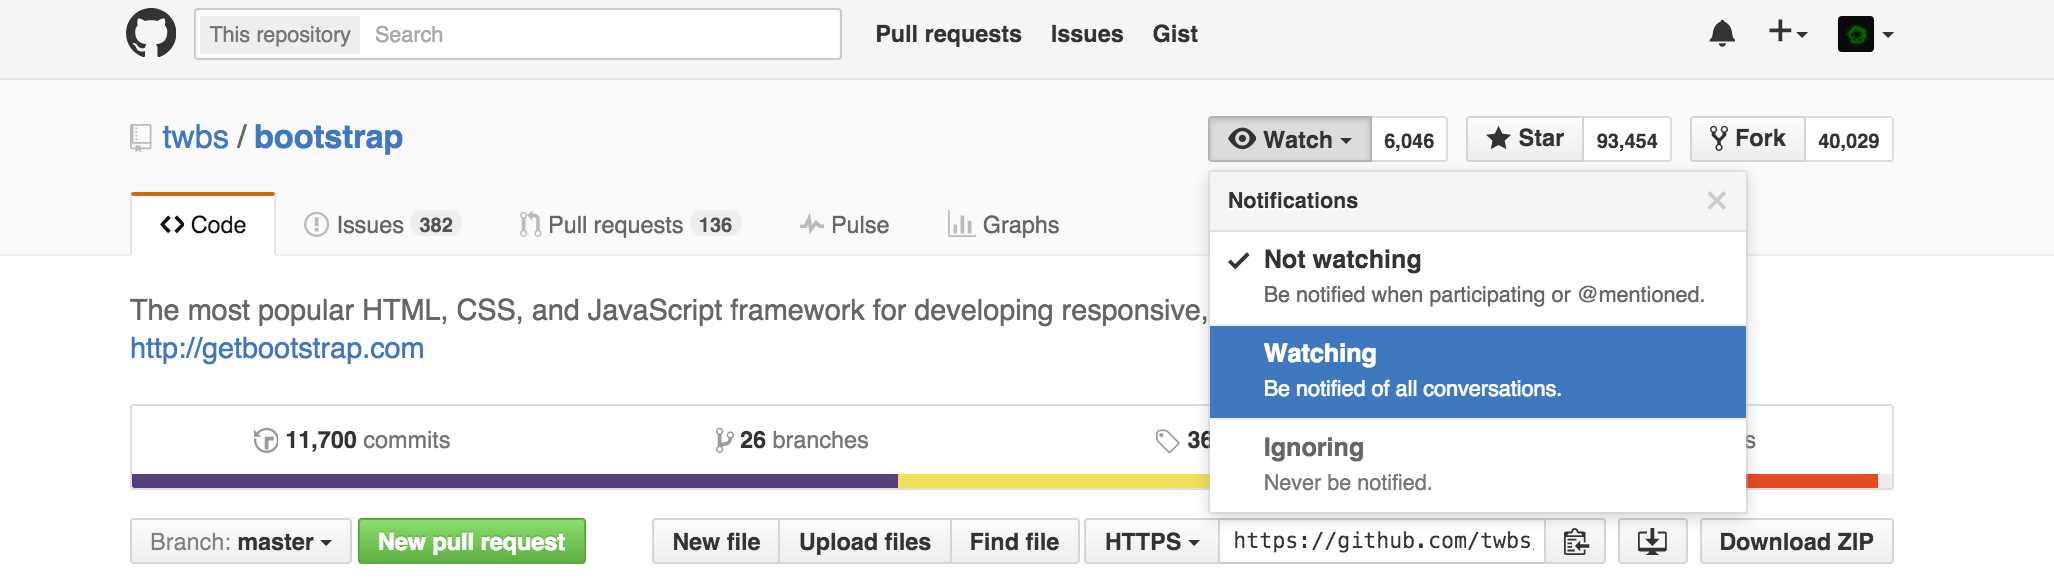 This repository Search Pull requests Issues Gist
twbs / bootstrap Watch 6,046 Star 93,454 Fork 40,029
Notifications
Code Issues 382 Pull requests 136 Pulse Graphs
Not watching
Be notified when participating or @mentioned.
The most popular HTML, CSS, and JavaScript framework for developing responsive,
http://getbootstrap.com
Watching
Be notified of all conversations.
11,700 commits 26 branches 36
Ignoring
Never be notified.
Branch: master New pull request New file Upload files Find file HTTPS https://github.com/twbs Download ZIP